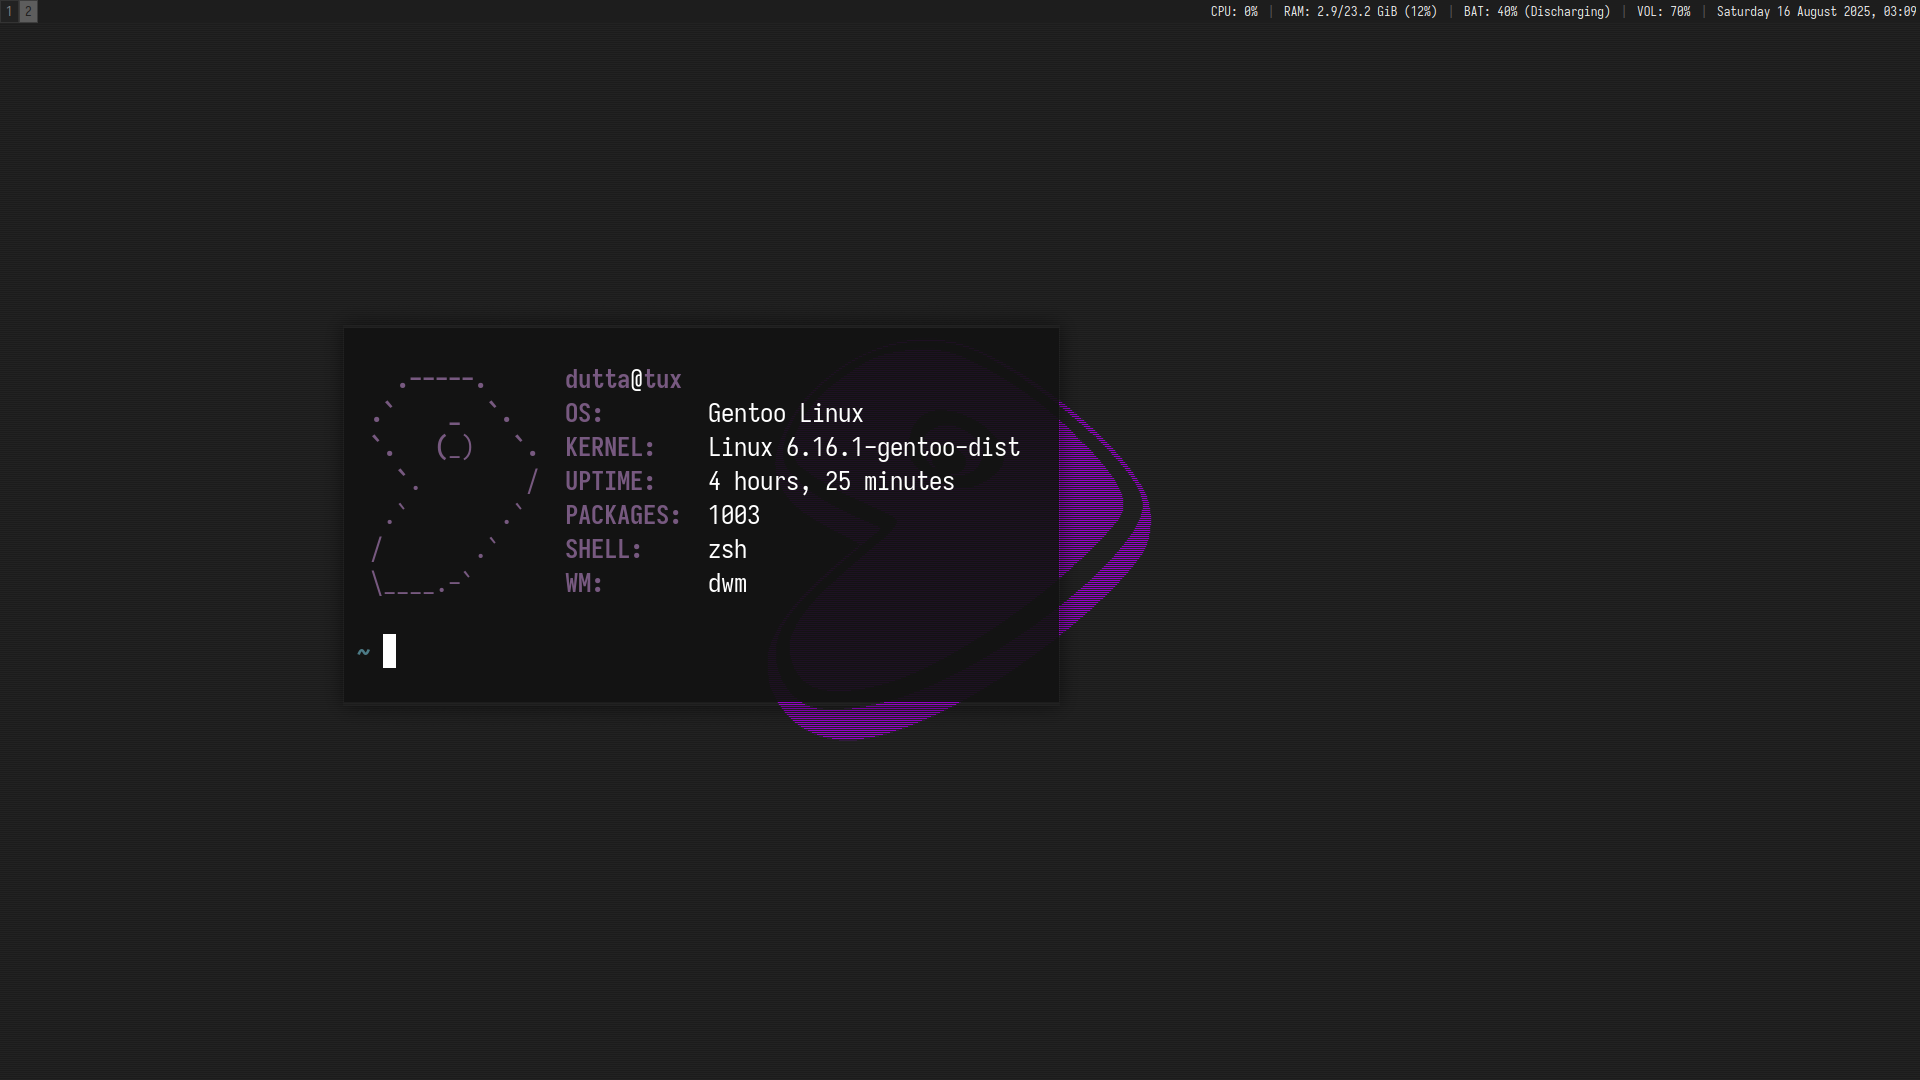 1 2 CPU: 0% | RAM: 2.9/23.2 GiB (12%) | BAT: 40% (Discharging) | VOL: 70% | Saturday 16 August 2025, 03:09
dutta@tux
OS: Gentoo Linux
KERNEL: Linux 6.16.1-gentoo-dist
UPTIME: 4 hours, 25 minutes
PACKAGES: 1003
SHELL: zsh
WM: dwm
~